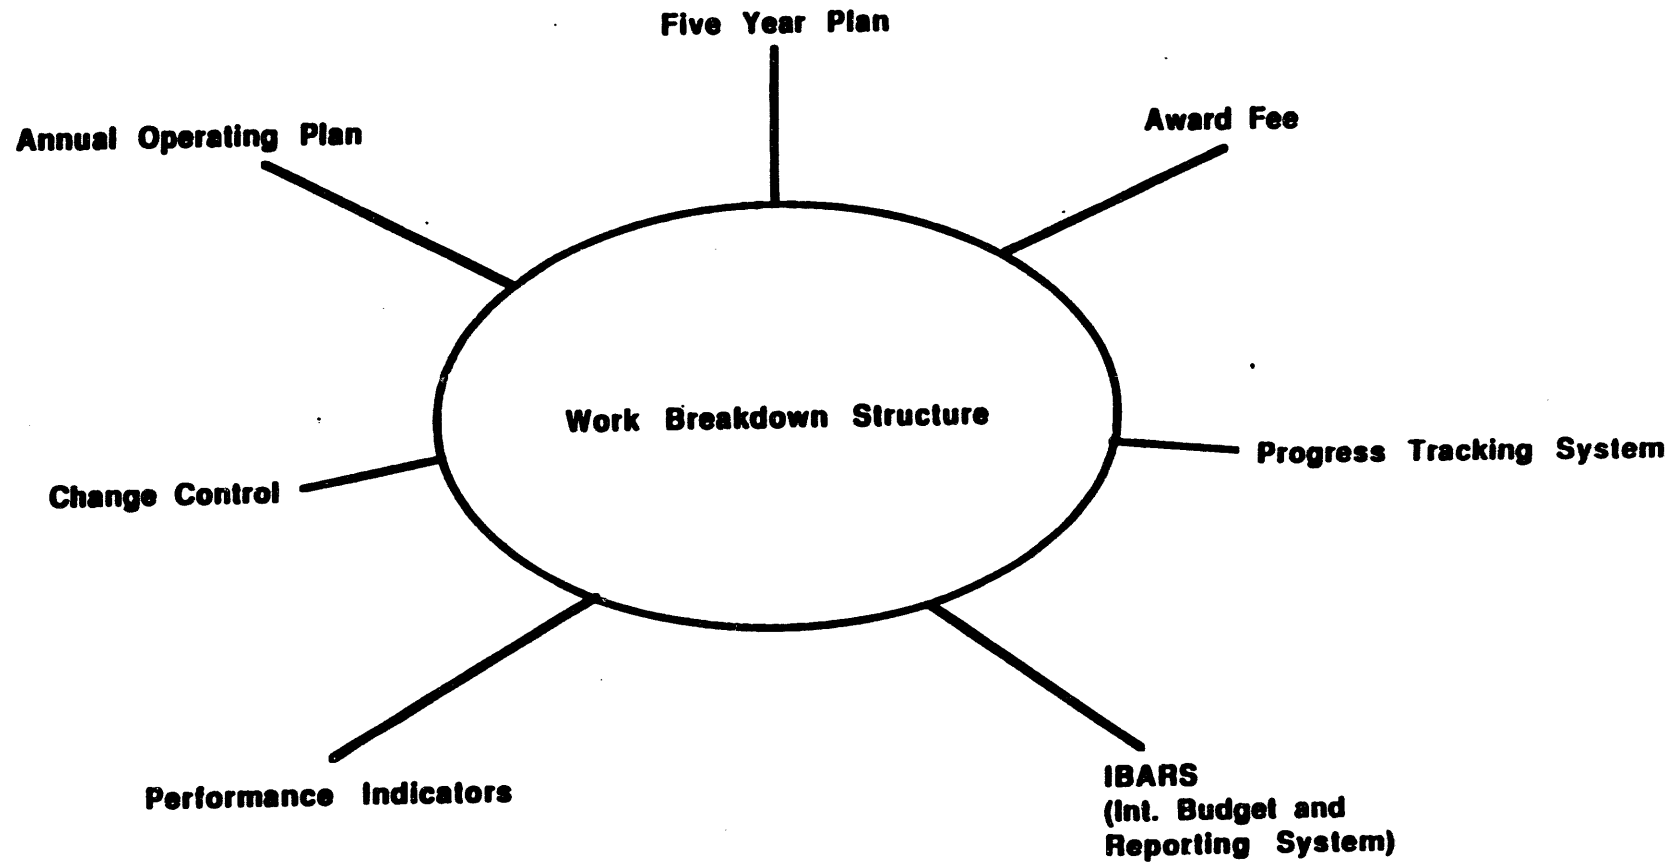 Five Year Plan
Award Fee
Annual Operating Plan
Work Breakdown Structure
Progress Tracking System
Change Control
Performance Indicators
IBARS
(Int. Budget and
Reporting System)